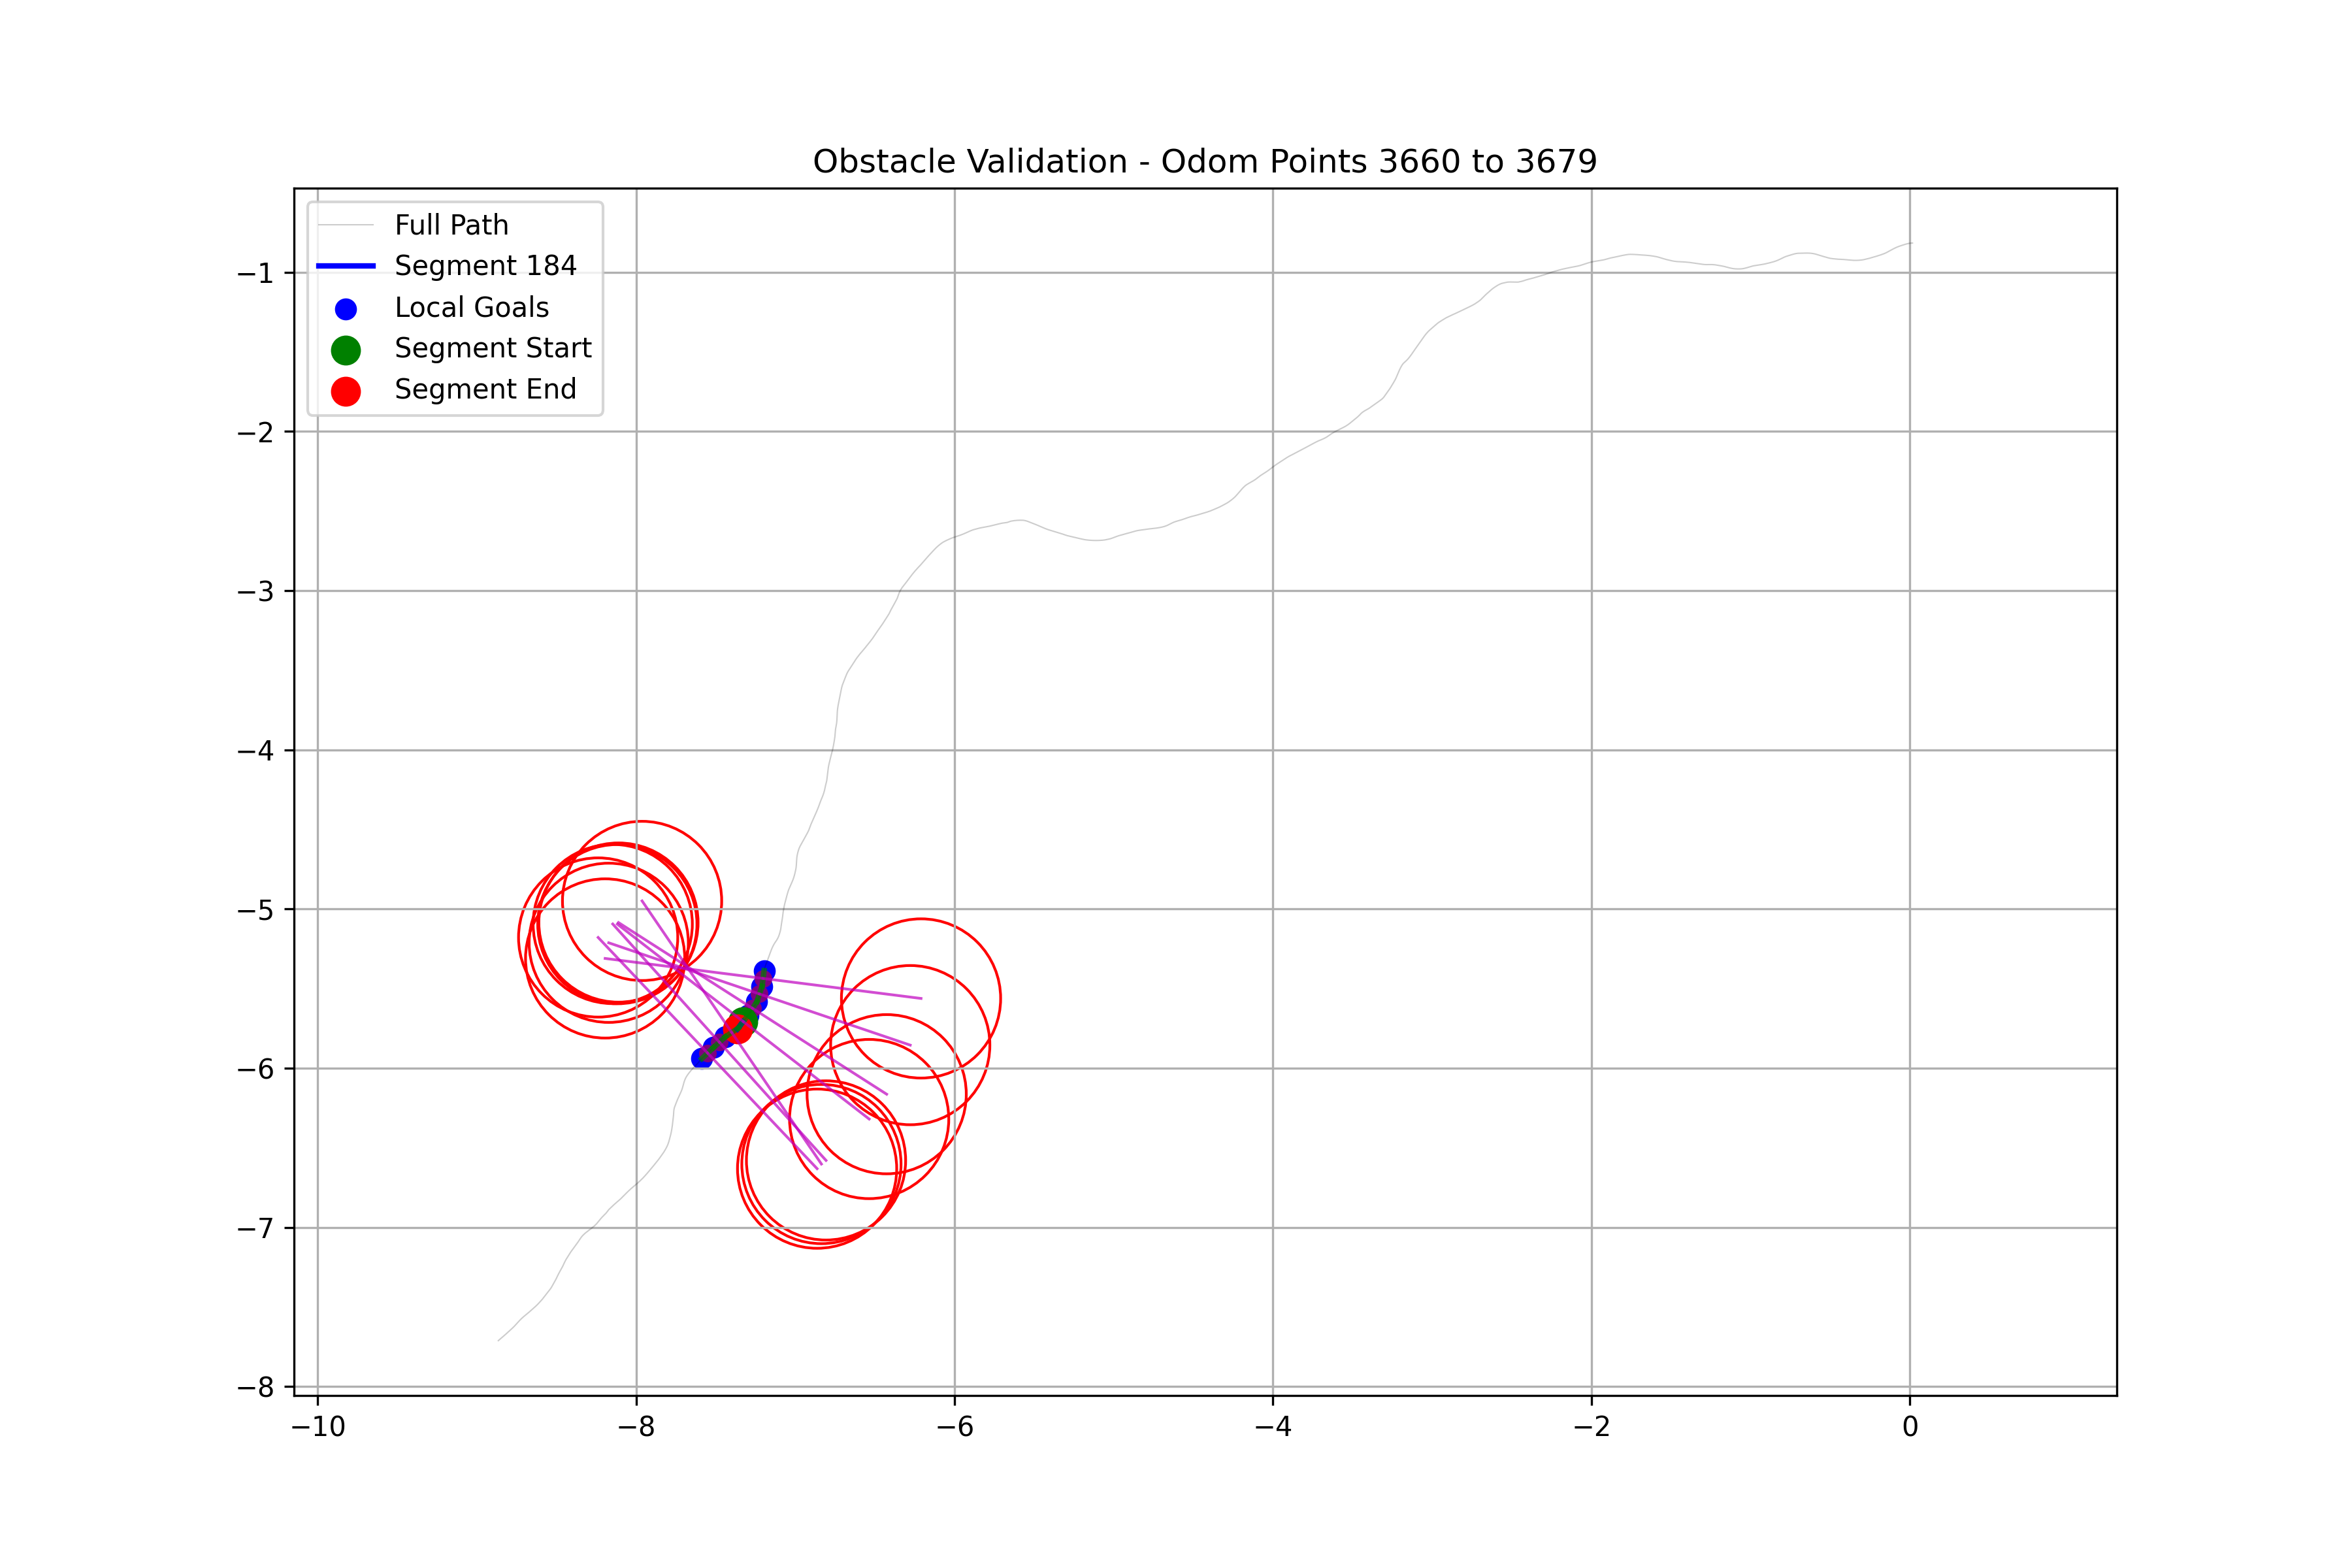 Obstacle Validation - Odom Points 3660 to 3679
Full Path
Segment 184
Local Goals
Segment Start
Segment End
−1
−2
−3
−4
−5
−6
−7
−8
−10 −8 −6 −4 −2 0